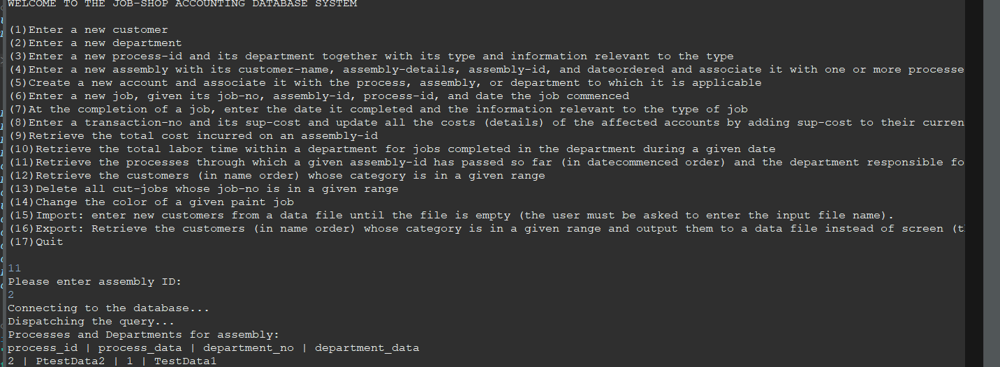 WELCOME TO THE JOB-SHOP ACCOUNTING DATABASE SYSTEM
(1)Enter a new customer
(2)Enter a new department
(3)Enter a new process-id and its department together with its type and information relevant to the type
(4)Enter a new assembly with its customer-name, assembly-details, assembly-id, and dateordered and associate it with one or more processe
(5)Create a new account and associate it with the process, assembly, or department to which it is applicable
(6)Enter a new job, given its job-no, assembly-id, process-id, and date the job commenced
(7)At the completion of a job, enter the date it completed and the information relevant to the type of job
(8)Enter a transaction-no and its sup-cost and update all the costs (details) of the affected accounts by adding sup-cost to their curren
(9)Retrieve the total cost incurred on an assembly-id
(10)Retrieve the total labor time within a department for jobs completed in the department during a given date
(11)Retrieve the processes through which a given assembly-id has passed so far (in datecommenced order) and the department responsible fo
(12)Retrieve the customers (in name order) whose category is in a given range
(13)Delete all cut-jobs whose job-no is in a given range
(14)Change the color of a given paint job
(15)Import: enter new customers from a data file until the file is empty (the user must be asked to enter the input file name).
(16)Export: Retrieve the customers (in name order) whose category is in a given range and output them to a data file instead of screen (t
(17)Quit
11
Please enter assembly ID:
2
Connecting to the database...
Dispatching the query...
Processes and Departments for assembly:
process_id | process_data | department_no | department_data
2 | PtestData2 | 1 | TestData1